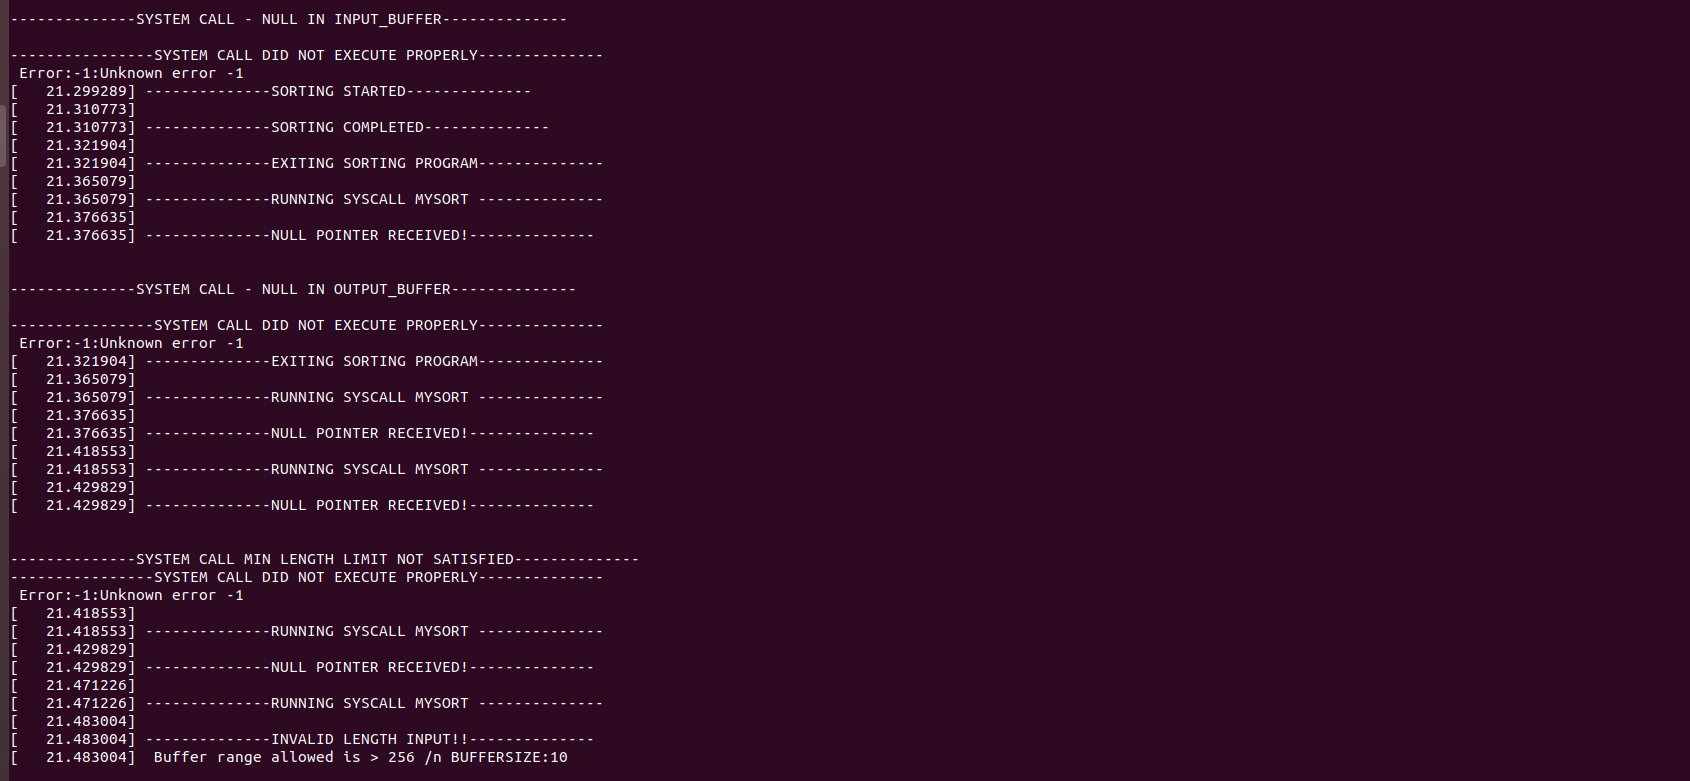 --------------SYSTEM CALL - NULL IN INPUT_BUFFER--------------
----------------SYSTEM CALL DID NOT EXECUTE PROPERLY--------------
Error:-1:Unknown error -1
[   21.299289] --------------SORTING STARTED--------------
[   21.310773]
[   21.310773] --------------SORTING COMPLETED--------------
[   21.321904]
[   21.321904] --------------EXITING SORTING PROGRAM--------------
[   21.365079]
[   21.365079] --------------RUNNING SYSCALL MYSORT --------------
[   21.376635]
[   21.376635] --------------NULL POINTER RECEIVED!--------------
--------------SYSTEM CALL - NULL IN OUTPUT_BUFFER--------------
----------------SYSTEM CALL DID NOT EXECUTE PROPERLY--------------
Error:-1:Unknown error -1
[   21.321904] --------------EXITING SORTING PROGRAM--------------
[   21.365079]
[   21.365079] --------------RUNNING SYSCALL MYSORT --------------
[   21.376635]
[   21.376635] --------------NULL POINTER RECEIVED!--------------
[   21.418553]
[   21.418553] --------------RUNNING SYSCALL MYSORT --------------
[   21.429829]
[   21.429829] --------------NULL POINTER RECEIVED!--------------
--------------SYSTEM CALL MIN LENGTH LIMIT NOT SATISFIED--------------
----------------SYSTEM CALL DID NOT EXECUTE PROPERLY--------------
Error:-1:Unknown error -1
[   21.418553]
[   21.418553] --------------RUNNING SYSCALL MYSORT --------------
[   21.429829]
[   21.429829] --------------NULL POINTER RECEIVED!--------------
[   21.471226]
[   21.471226] --------------RUNNING SYSCALL MYSORT --------------
[   21.483004]
[   21.483004] --------------INVALID LENGTH INPUT!!--------------
[   21.483004]  Buffer range allowed is > 256 /n BUFFERSIZE:10